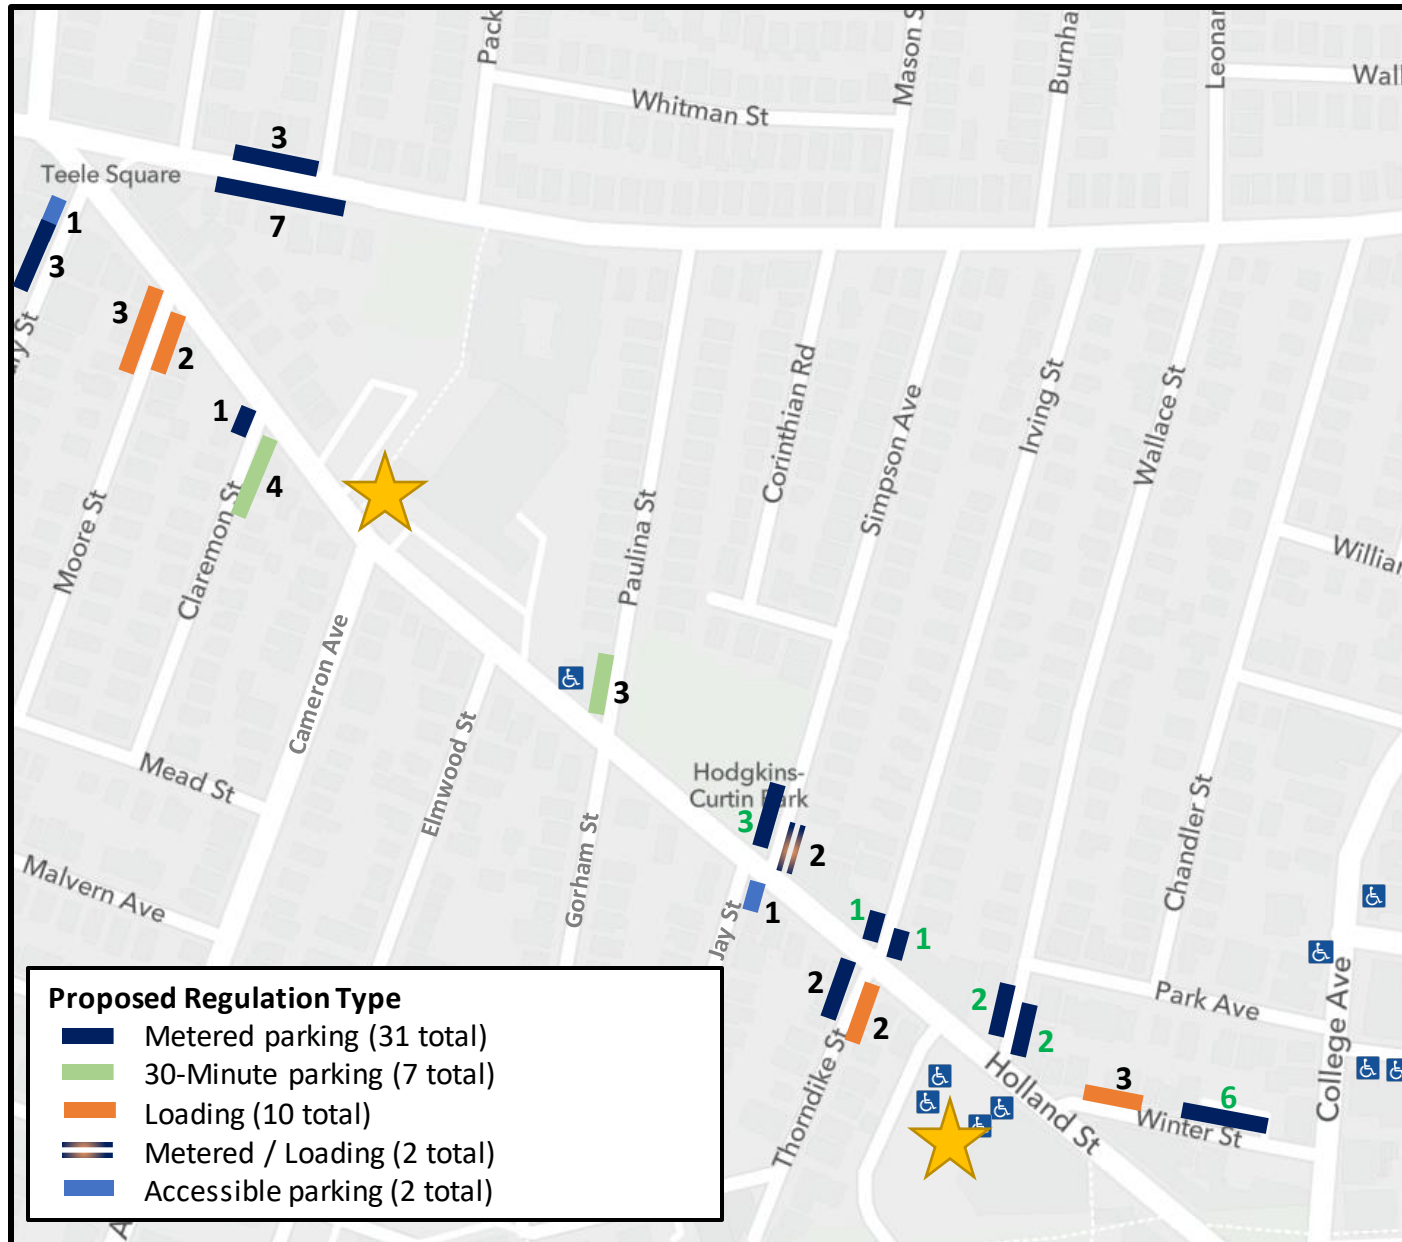 Pack
Mason S
Burnha
Leonar
Whitman St
Wal
3
Teele Square
7
1
3
ry St
3
2
1
4
Moore St
Claremon St
Cameron Ave
Mead St
Malvern Ave
Elmwood St
Gorham St
Paulina St
3
Corinthian Rd
Simpson Ave
Irving St
Wallace St
Willian
Hodgkins-
Curtin Park
3
2
1
Jay St
1
1
2
2
Thorndike St
2
2
Chandler St
Park Ave
College Ave
Holland St
3
6
Winter St
Proposed Regulation Type
Metered parking (31 total)
30-Minute parking (7 total)
Loading (10 total)
Metered / Loading (2 total)
Accessible parking (2 total)
A